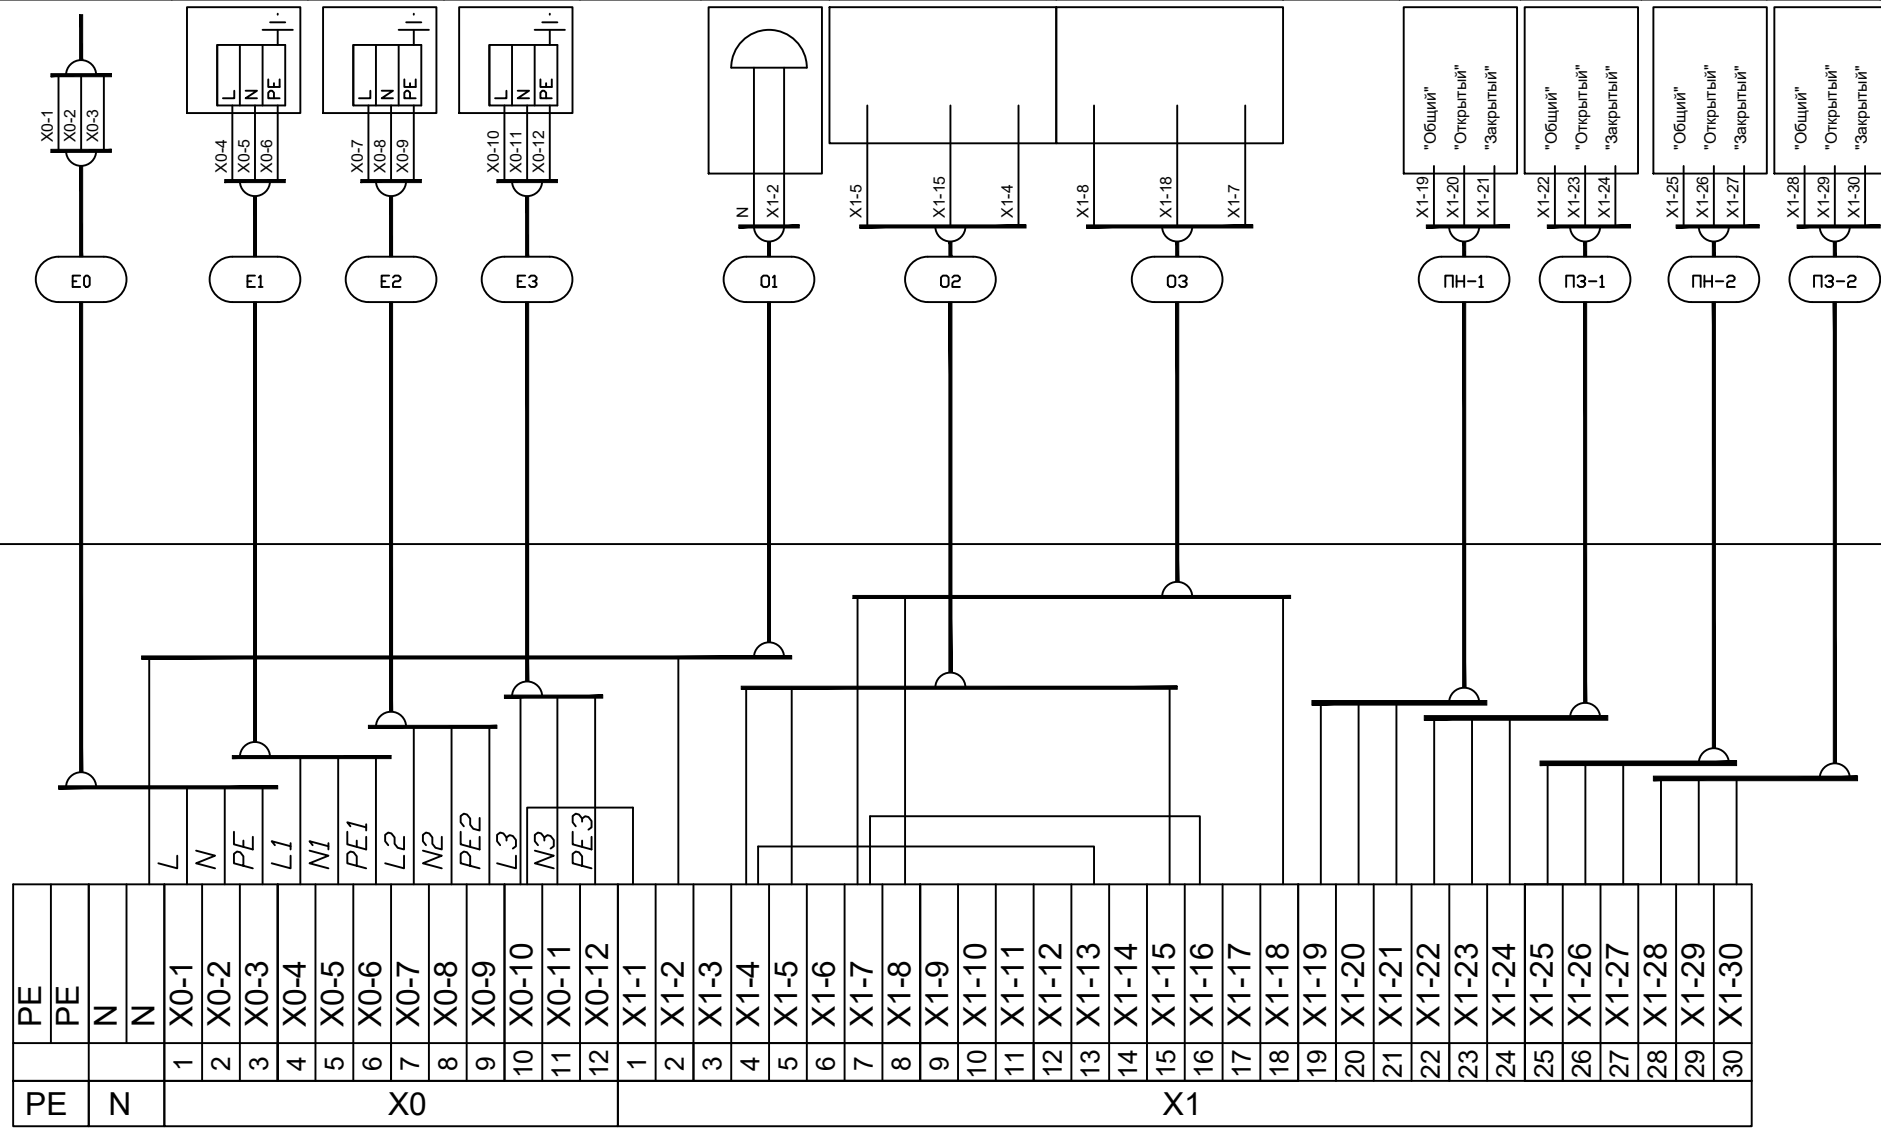 L N PE
L N PE
L N PE
X0-1 X0-2 X0-3
X0-4 X0-5 X0-6
X0-7 X0-8 X0-9
X0-10 X0-11 X0-12
N X1-2
X1-5 X1-15 X1-4
X1-8 X1-18 X1-7
"Общий" "Открытый" "Закрытый"
"Общий" "Открытый" "Закрытый"
"Общий" "Открытый" "Закрытый"
"Общий" "Открытый" "Закрытый"
X1-19 X1-20 X1-21
X1-22 X1-23 X1-24
X1-25 X1-26 X1-27
X1-28 X1-29 X1-30
E0 E1 E2 E3 O1 O2 O3 ПН-1 ПЗ-1 ПН-2 ПЗ-2
L N PE L1 N1 PE1 L2 N2 PE2 L3 N3 PE3
PE PE N N X0-1 X0-2 X0-3 X0-4 X0-5 X0-6 X0-7 X0-8 X0-9 X0-10 X0-11 X0-12 X1-1 X1-2 X1-3 X1-4 X1-5 X1-6 X1-7 X1-8 X1-9 X1-10 X1-11 X1-12 X1-13 X1-14 X1-15 X1-16 X1-17 X1-18 X1-19 X1-20 X1-21 X1-22 X1-23 X1-24 X1-25 X1-26 X1-27 X1-28 X1-29 X1-30
1 2 3 4 5 6 7 8 9 10 11 12 1 2 3 4 5 6 7 8 9 10 11 12 13 14 15 16 17 18 19 20 21 22 23 24 25 26 27 28 29 30
PE N X0 X1